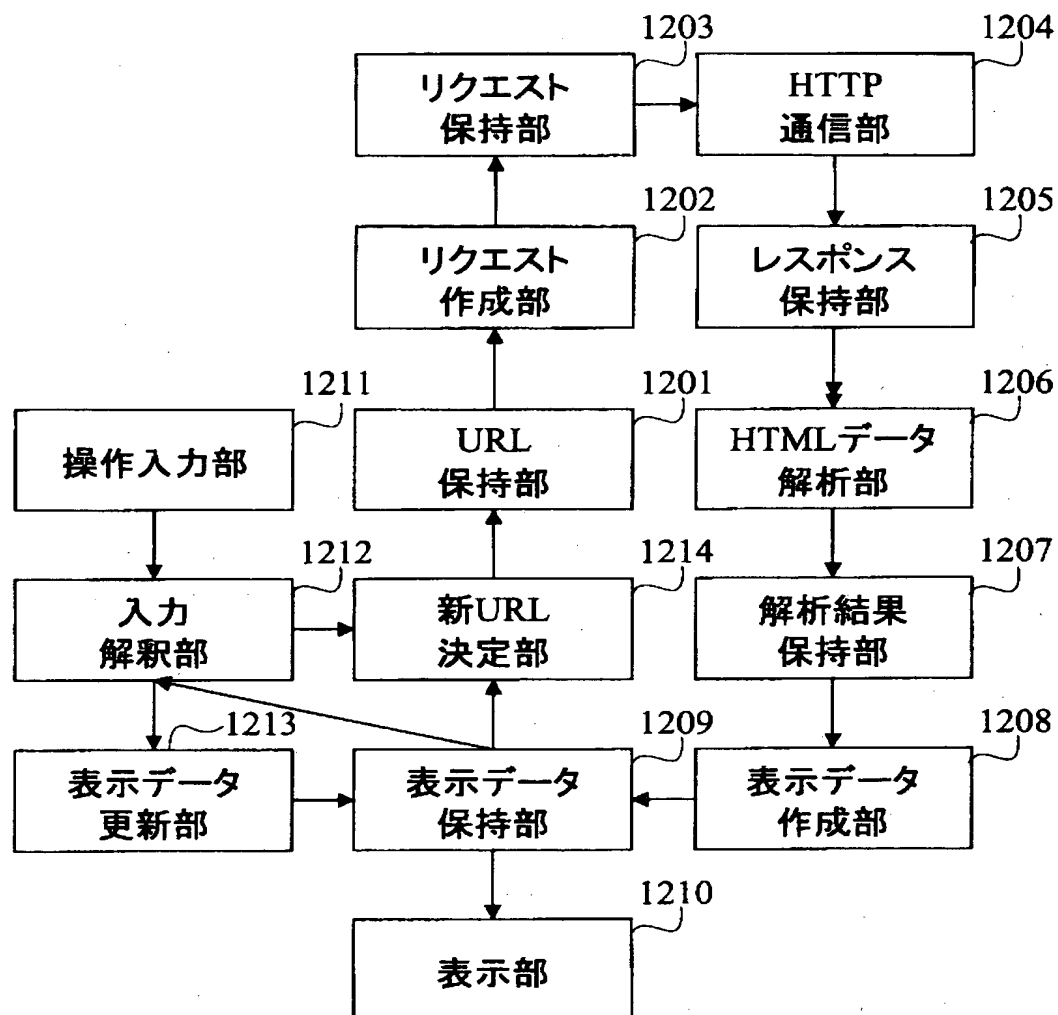 1203
リクエスト
保持部
1204
HTTP
通信部
1202
リクエスト
作成部
1205
レスポンス
保持部
1211
操作入力部
1201
URL
保持部
1206
HTMLデータ
解析部
1212
入力
解釈部
1214
新URL
決定部
1207
解析結果
保持部
1213
表示データ
更新部
1209
表示データ
保持部
1208
表示データ
作成部
1210
表示部